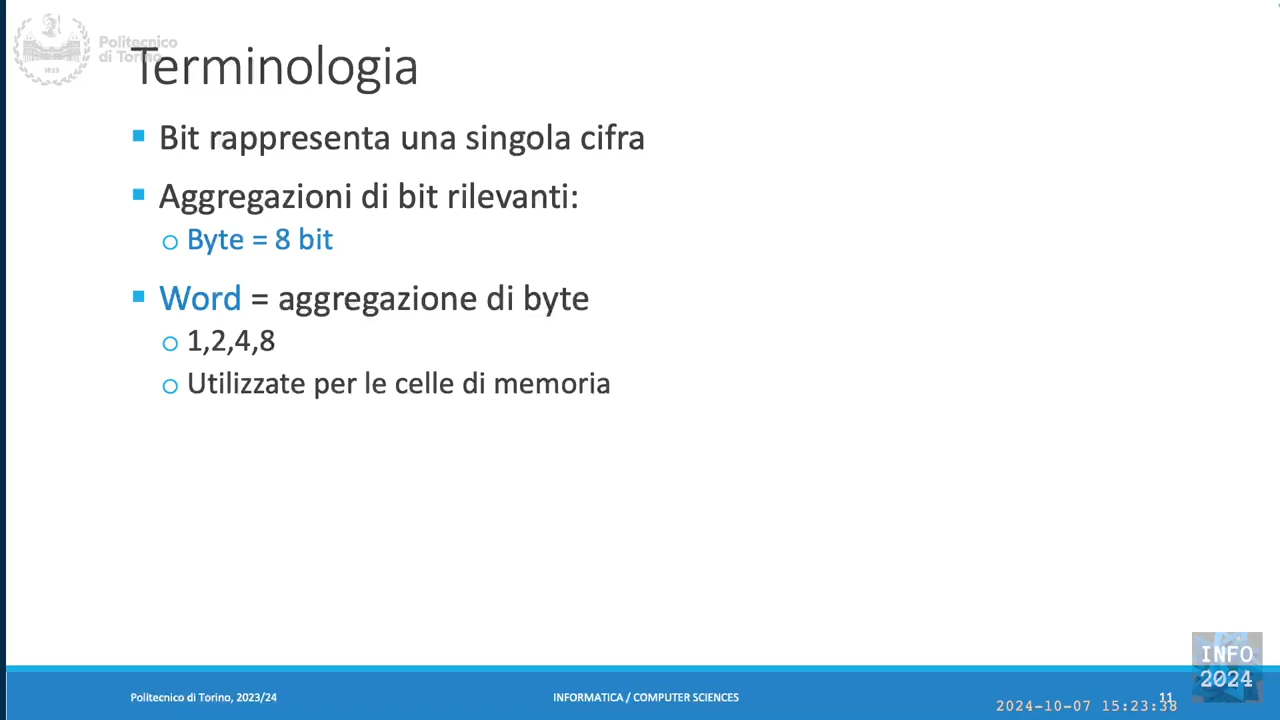 Politecnico
di Torino
Terminologia
Bit rappresenta una singola cifra
Aggregazioni di bit rilevanti:
Byte = 8 bit
Word = aggregazione di byte
1,2,4,8
Utilizzate per le celle di memoria
INFO
2024
Politecnico di Torino, 2023/24
INFORMATICA / COMPUTER SCIENCES
11
2024-10-07 15:23:38